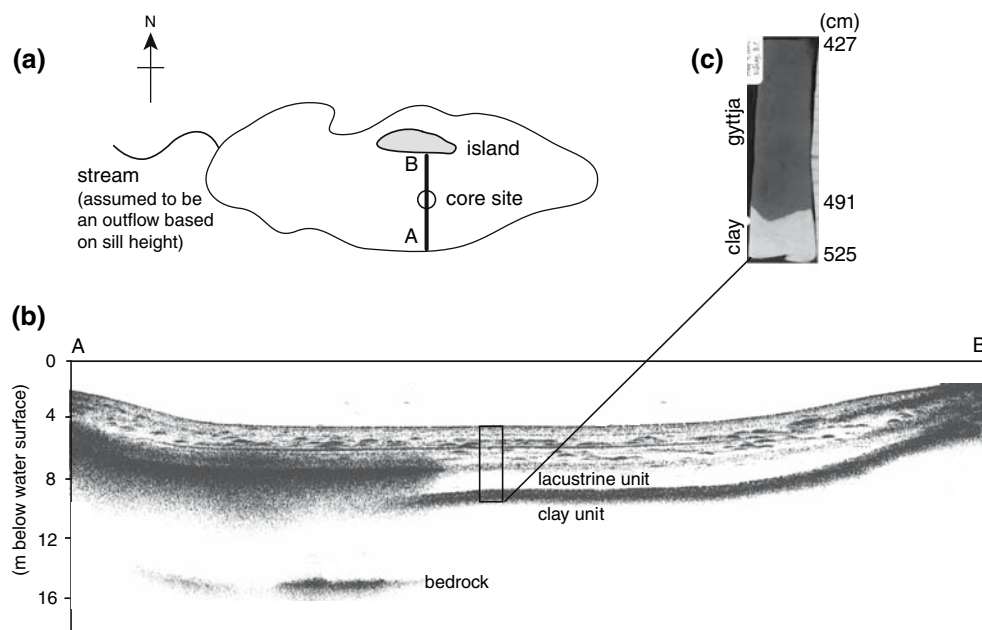 N
(a)
stream
(assumed to be
an outflow based
on sill height)
island
B
core site
A
(c)
(cm)
427
gyttja
491
clay
525
(b)
A
B
0
4
8
12
16
(m below water surface)
lacustrine unit
clay unit
bedrock